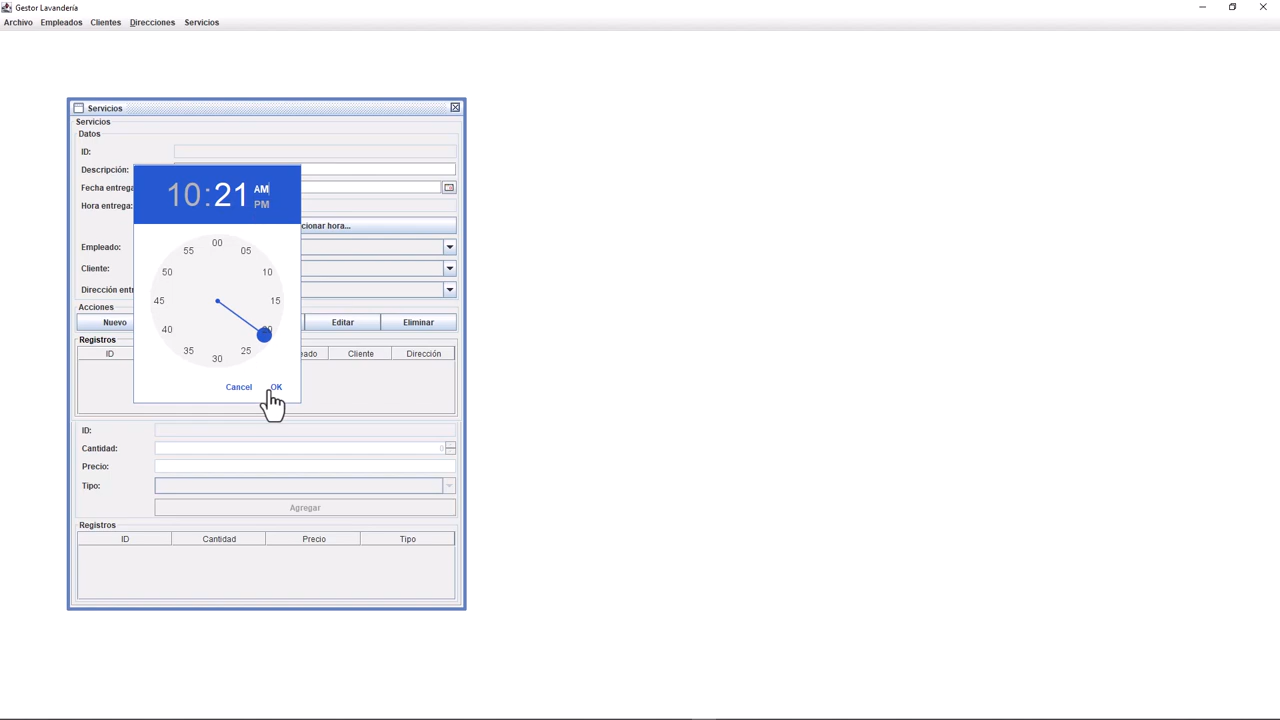 Gestor Lavandería
Archivo Empleados Clientes Direcciones Servicios
Servicios
Servicios
Datos
ID:
Descripción:
Fecha entrega
Hora entrega:
cionar hora...
Empleado:
Cliente:
Dirección entr
10:21 AM
PM
00
55 05
50 10
45 15
40 20
35 25
30
Cancel OK
Acciones
Nuevo Editar Eliminar
Registros
ID eado Cliente Dirección
ID:
Cantidad: 0
Precio:
Tipo:
Agregar
Registros
ID Cantidad Precio Tipo